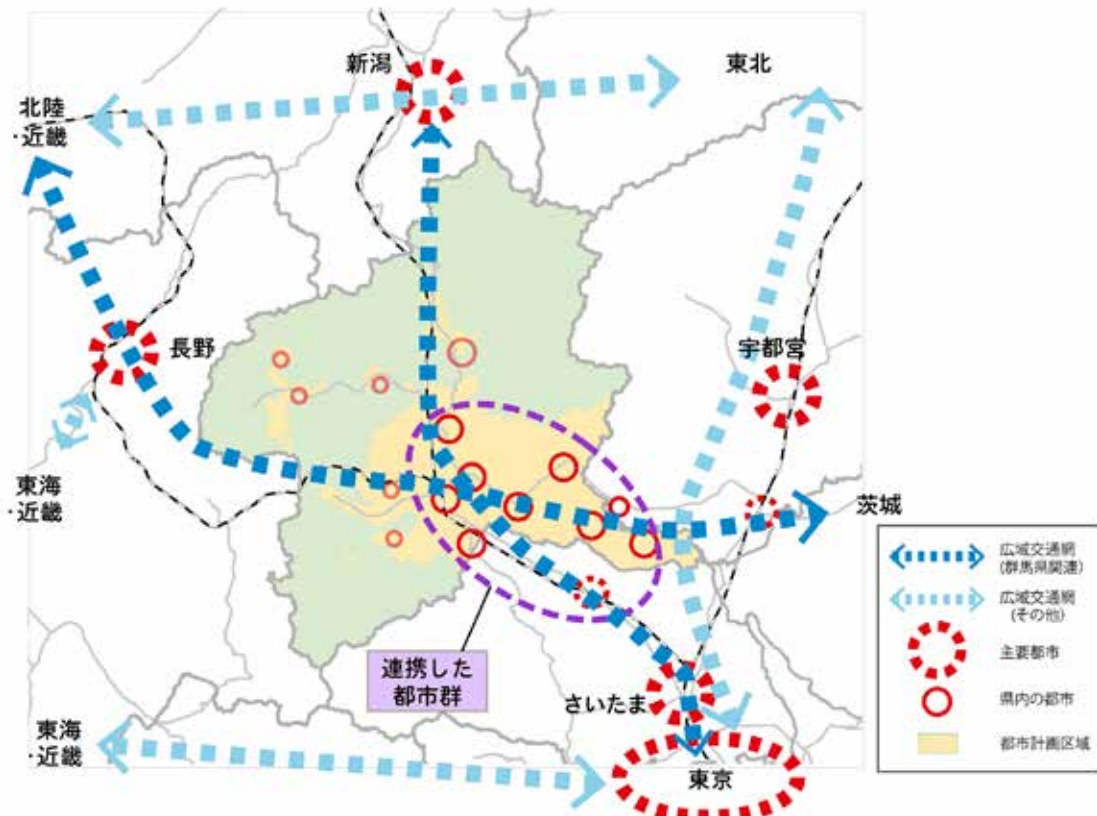 新潟
東北
北陸
・近畿
長野
宇都宮
東海
・近畿
茨城
連携した
都市群
さいたま
東海
・近畿
東京
広域交通網
(群馬県関連)
広域交通網
(その他)
主要都市
県内の都市
都市計画区域